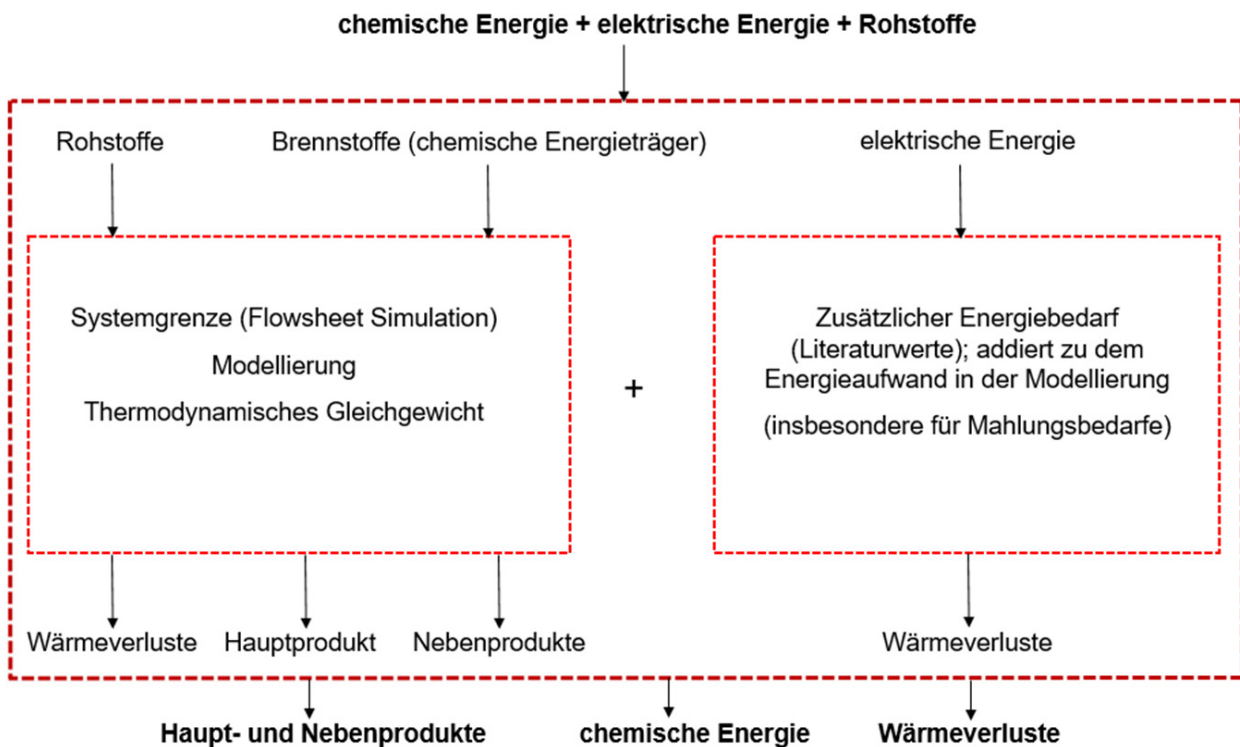 chemische Energie + elektrische Energie + Rohstoffe
Rohstoffe
Brennstoffe (chemische Energieträger)
elektrische Energie
Systemgrenze (Flowsheet Simulation)
Modellierung
Thermodynamisches Gleichgewicht
+
Zusätzlicher Energiebedarf
(Literaturwerte); addiert zu dem
Energieaufwand in der Modellierung
(insbesondere für Mahlungsbedarfe)
Wärmeverluste
Hauptprodukt
Nebenprodukte
Wärmeverluste
Haupt- und Nebenprodukte
chemische Energie
Wärmeverluste